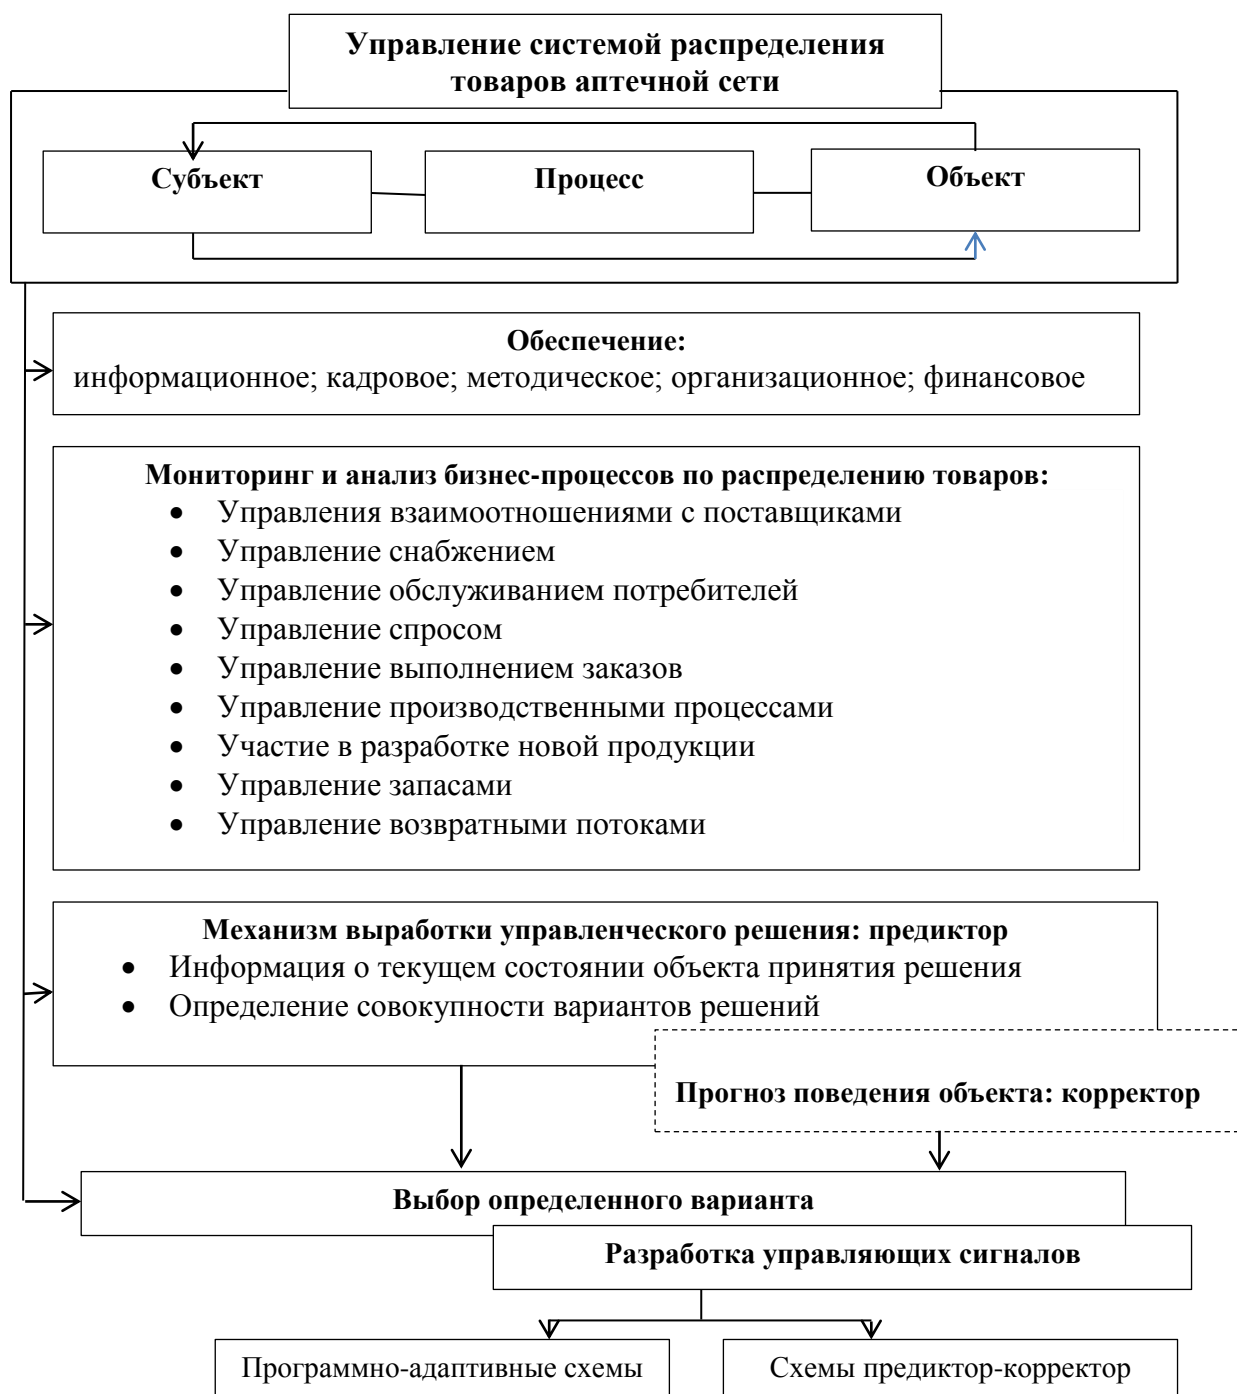 Управление системой распределения
товаров аптечной сети
Субъект
Процесс
Объект
Обеспечение:
информационное; кадровое; методическое; организационное; финансовое
Мониторинг и анализ бизнес-процессов по распределению товаров:
• Управления взаимоотношениями с поставщиками
• Управление снабжением
• Управление обслуживанием потребителей
• Управление спросом
• Управление выполнением заказов
• Управление производственными процессами
• Участие в разработке новой продукции
• Управление запасами
• Управление возвратными потоками
Механизм выработки управленческого решения: предиктор
• Информация о текущем состоянии объекта принятия решения
• Определение совокупности вариантов решений
Прогноз поведения объекта: корректор
Выбор определенного варианта
Разработка управляющих сигналов
Программно-адаптивные схемы
Схемы предиктор-корректор